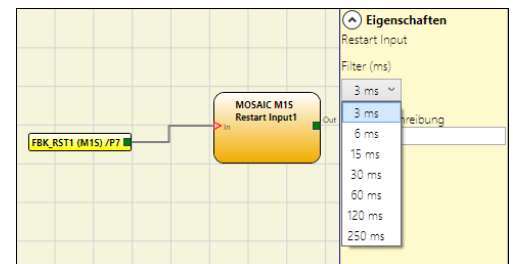 Eigenschaften
Restart Input
Filter (ms)
3 ms
3 ms
6 ms
15 ms
30 ms
60 ms
120 ms
250 ms
hreibung
MOSAIC M1S
Restart Input1
In
Out
FBK_RST1 (M1S) /P7